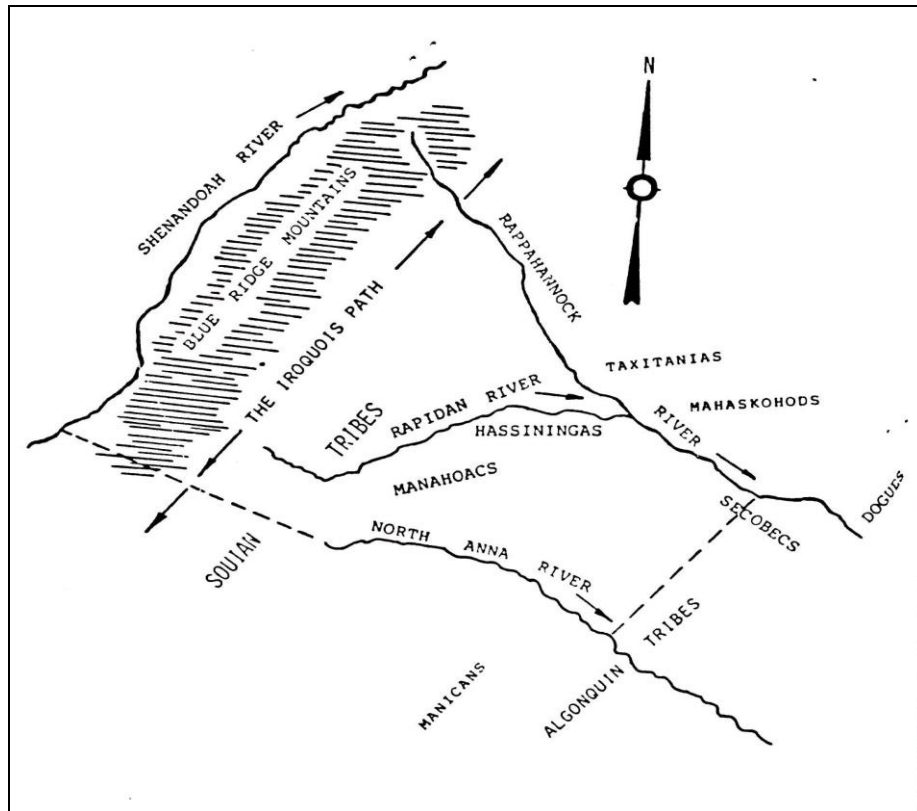 N
SHENANDOAH RIVER
BLUE RIDGE MOUNTAINS
THE IROQUOIS PATH
RAPPAHANNOCK RIVER
TAXITANIAS
MAHASKOHODS
RAPIDAN RIVER
HASSININGAS
MANAHOACS
SOUIAN TRIBES
SECOBECS
DOGUES
NORTH ANNA RIVER
MANICANS
ALGONQUIN TRIBES